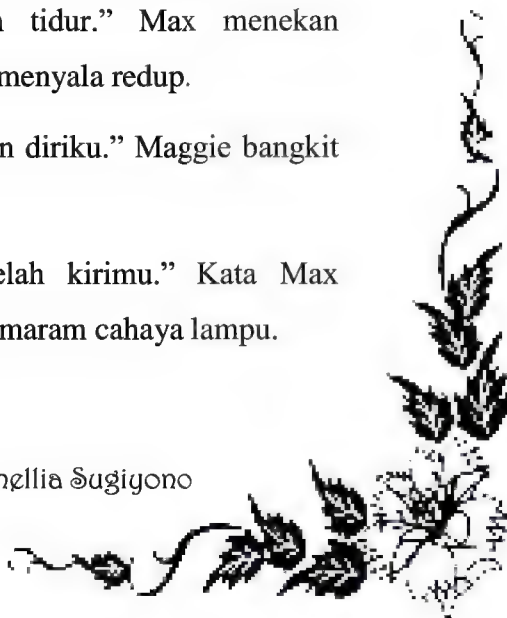 tidur.” Max menekan
menyala redup.
n diriku.” Maggie bangkit
elah kirimu.” Kata Max
maram cahaya lampu.
nellia Sugiyono